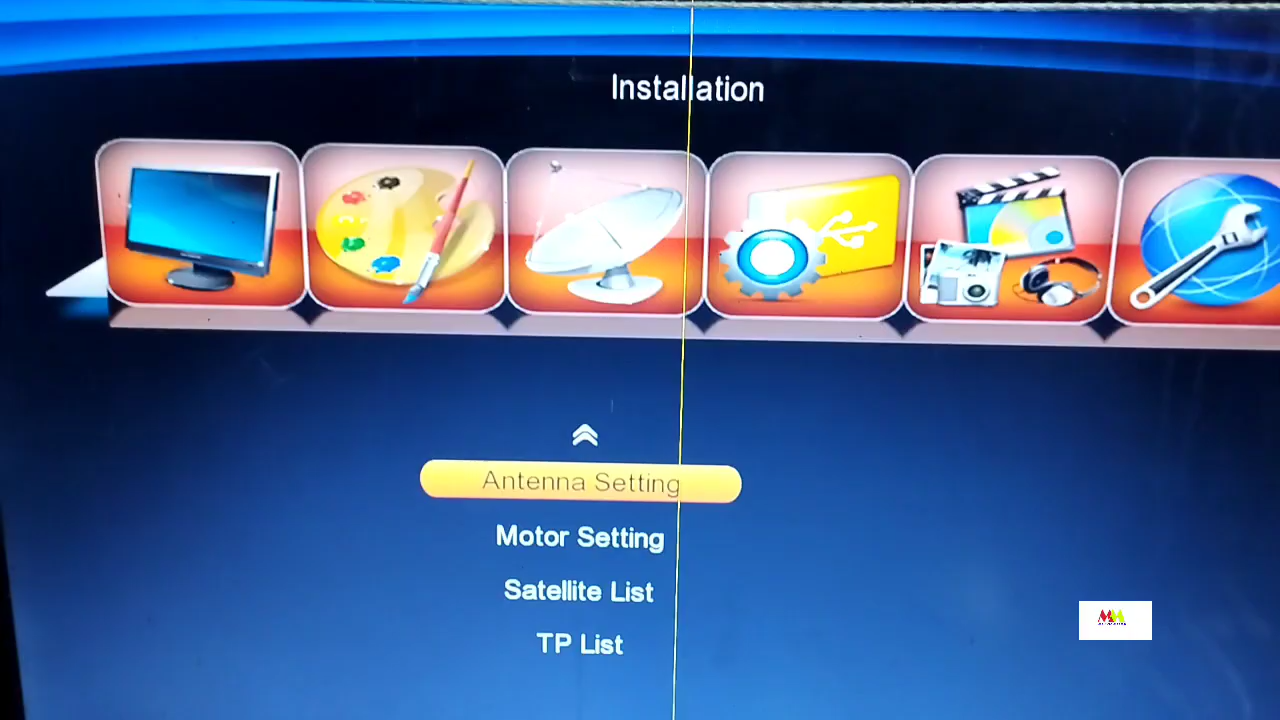 Installation
Antenna Setting
Motor Setting
Satellite List
TP List